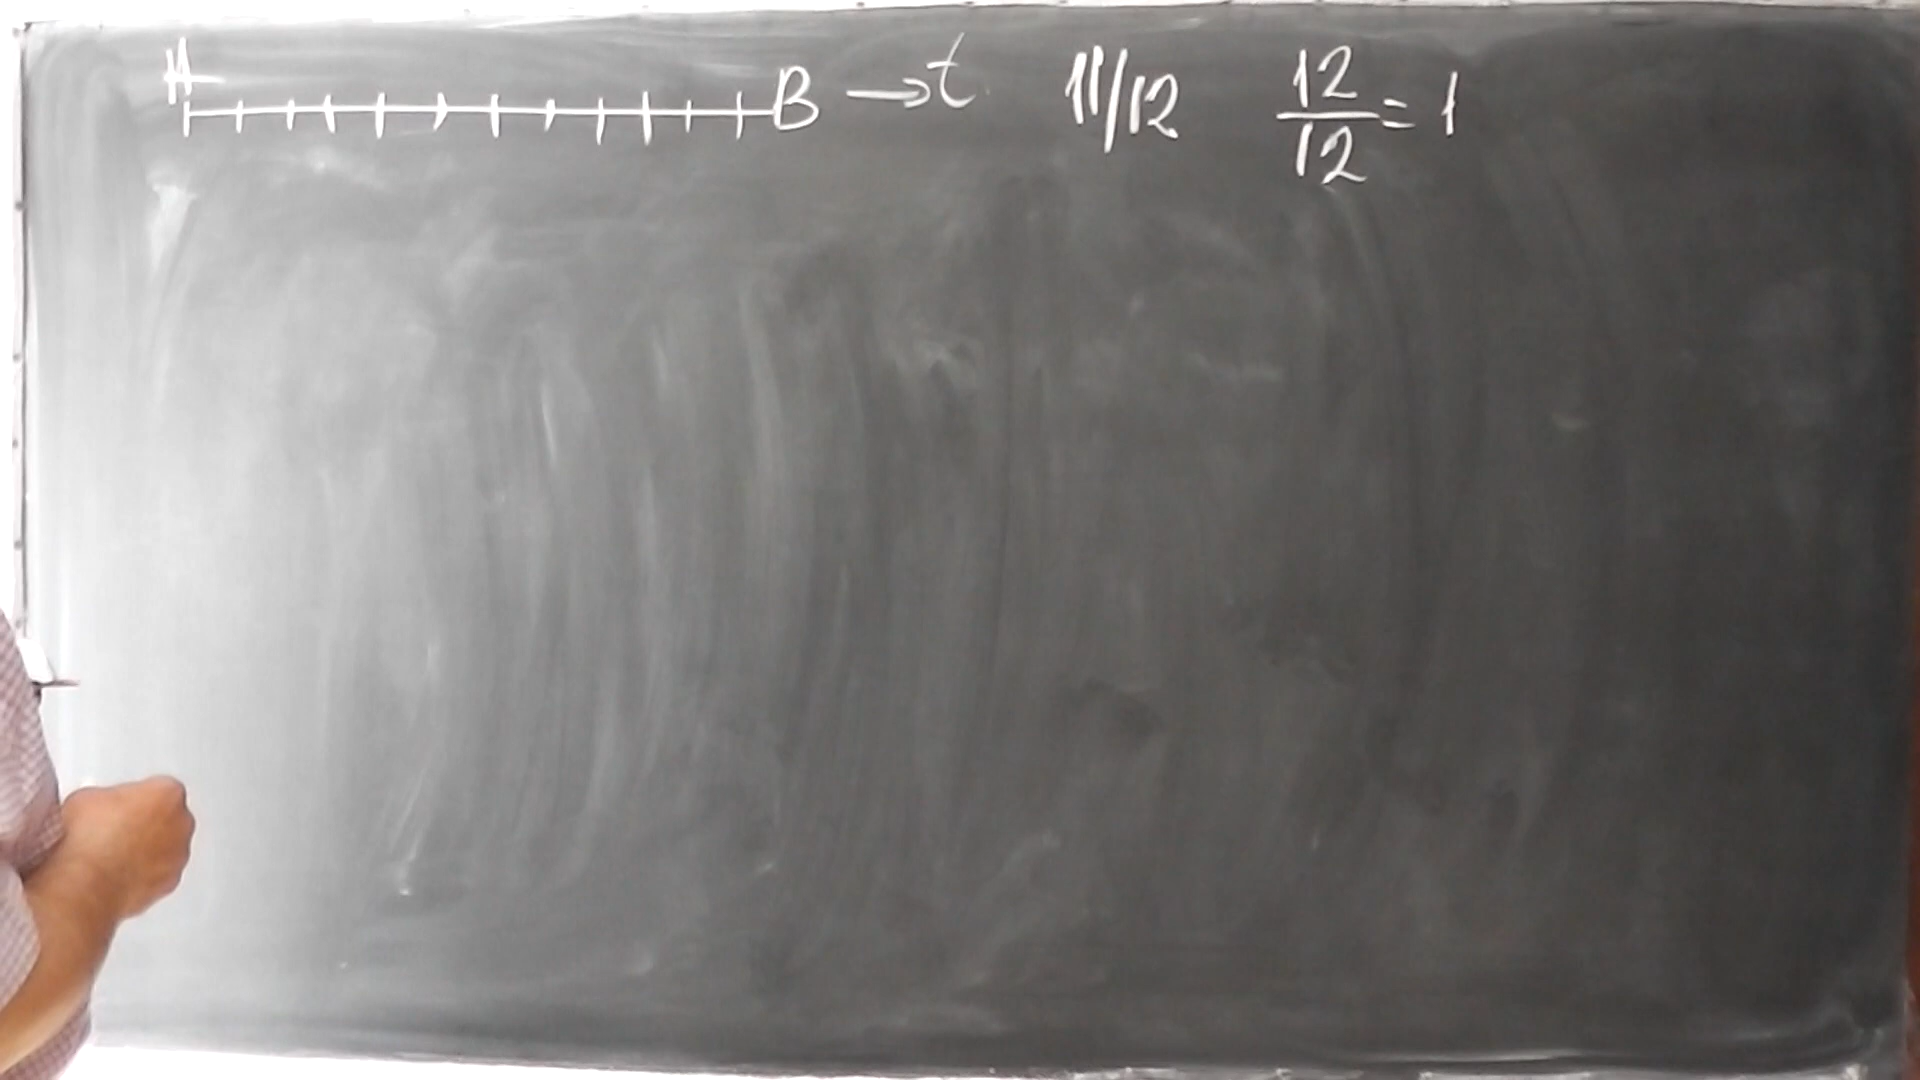 A B → t 11/12 12/12 = 1